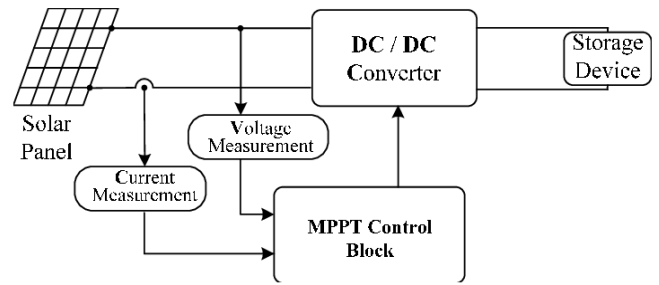 DC / DC
Converter
Storage
Device
Solar
Panel
Voltage
Measurement
Current
Measurement
MPPT Control
Block